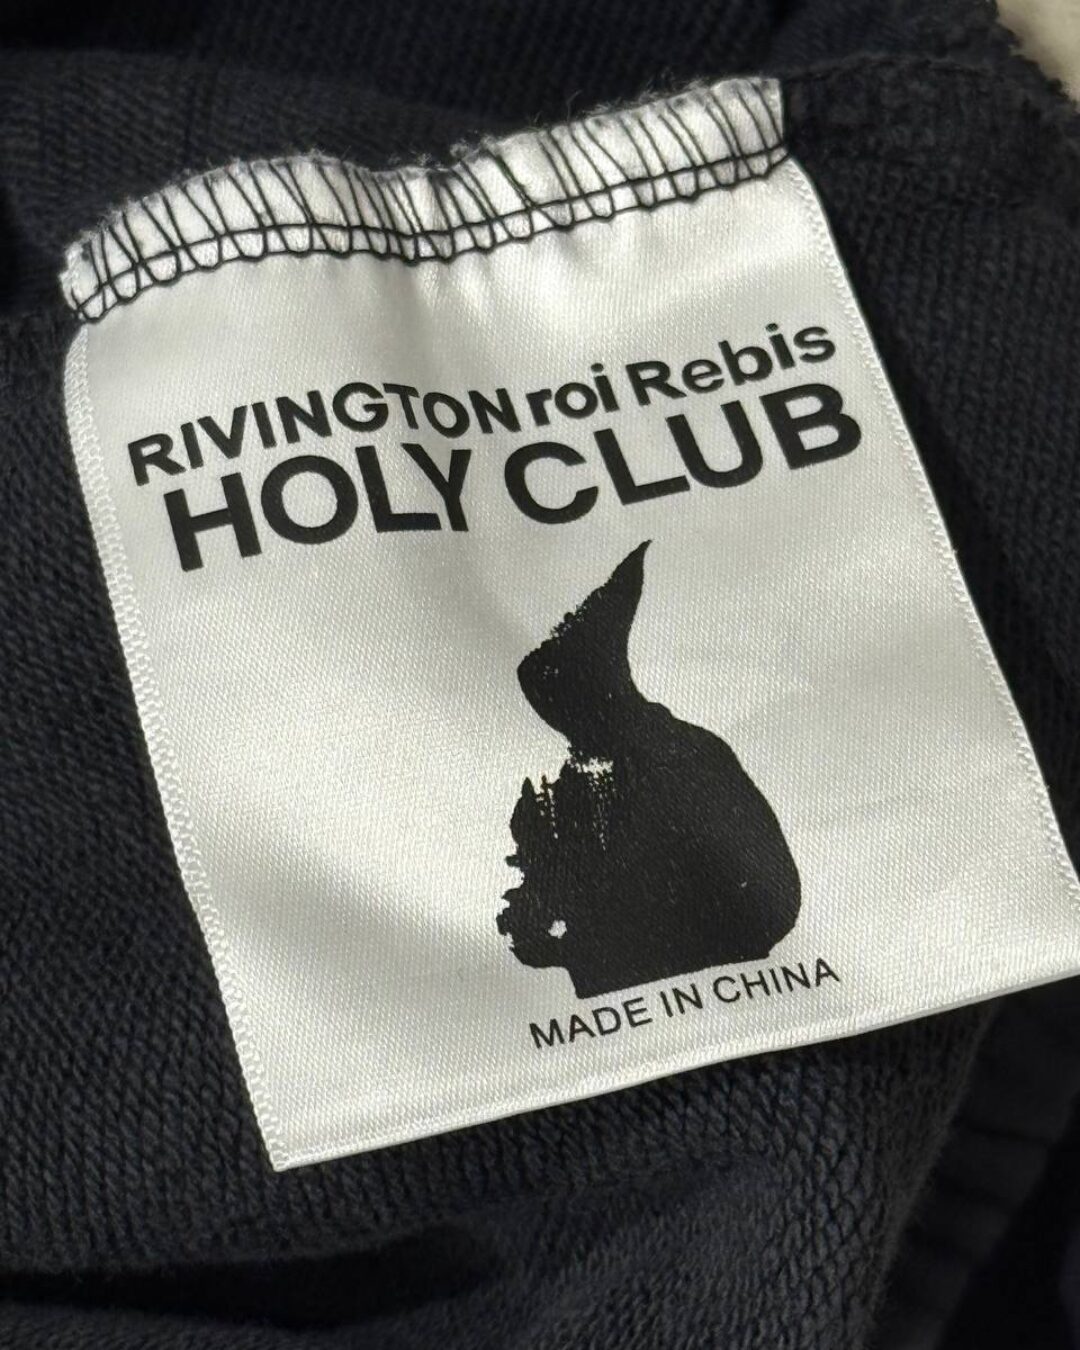 RIVINGTON roi Rebis
HOLY CLUB
MADE IN CHINA